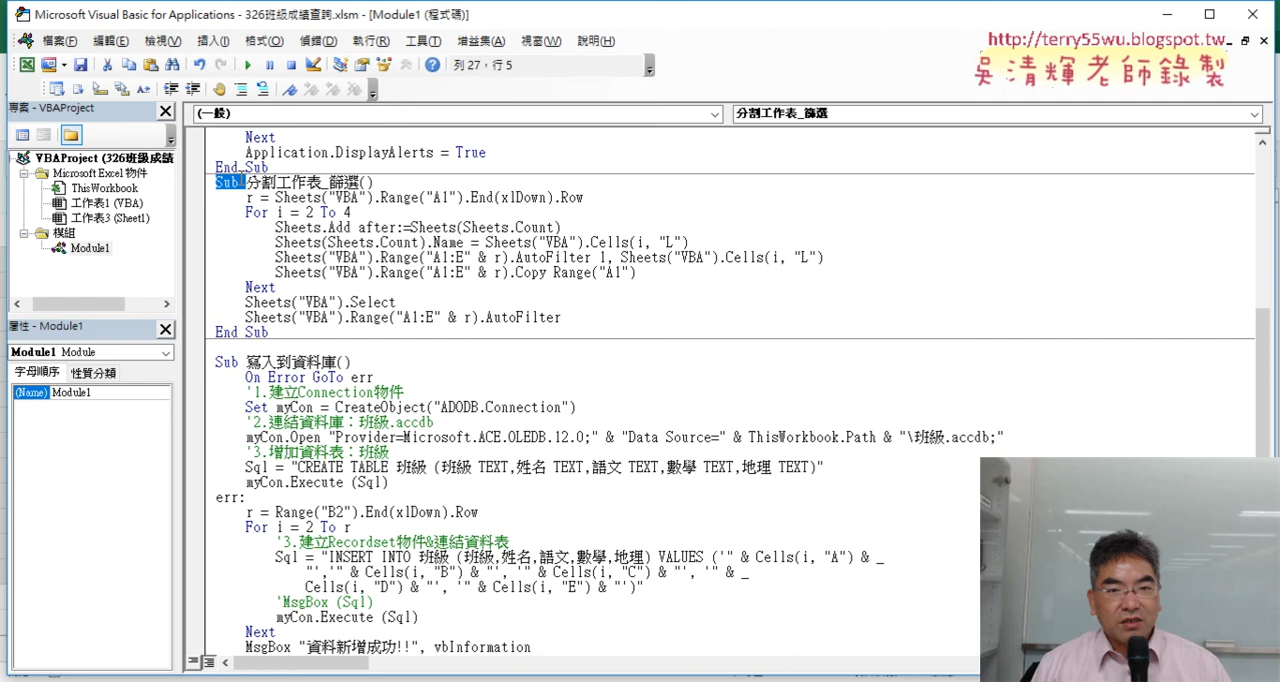 Microsoft Visual Basic for Applications - 326班級成績查詢.xlsm - [Module1 (程式碼)]
檔案(F) 編輯(E) 檢視(V) 插入(I) 格式(O) 偵錯(D) 執行(R) 工具(T) 增益集(A) 視窗(W) 說明(H)
http://terry55wu.blogspot.tw
吳清輝老師錄製
列 27，行 5
專案 - VBAProject
(一般)
分割工作表_篩選
VBAProject (326班級成績
Microsoft Excel 物件
ThisWorkbook
工作表1 (VBA)
工作表3 (Sheet1)
模組
Module1
屬性 - Module1
Module1 Module
字母順序 性質分類
(Name) Module1
Next
Application.DisplayAlerts = True
End Sub
Sub 分割工作表_篩選()
r = Sheets("VBA").Range("A1").End(xlDown).Row
For i = 2 To 4
Sheets.Add after:=Sheets(Sheets.Count)
Sheets(Sheets.Count).Name = Sheets("VBA").Cells(i, "L")
Sheets("VBA").Range("A1:E" & r).AutoFilter 1, Sheets("VBA").Cells(i, "L")
Sheets("VBA").Range("A1:E" & r).Copy Range("A1")
Next
Sheets("VBA").Select
Sheets("VBA").Range("A1:E" & r).AutoFilter
End Sub
Sub 寫入到資料庫()
On Error GoTo err
'1.建立Connection物件
Set myCon = CreateObject("ADODB.Connection")
'2.連結資料庫：班級.accdb
myCon.Open "Provider=Microsoft.ACE.OLEDB.12.0;" & "Data Source=" & ThisWorkbook.Path & "\班級.accdb;"
'3.增加資料表：班級
Sql = "CREATE TABLE 班級 (班級 TEXT,姓名 TEXT,語文 TEXT,數學 TEXT,地理 TEXT)"
myCon.Execute (Sql)
err:
r = Range("B2").End(xlDown).Row
For i = 2 To r
'3.建立Recordset物件&連結資料表
Sql = "INSERT INTO 班級 (班級,姓名,語文,數學,地理) VALUES ('" & Cells(i, "A") & _
"','" & Cells(i, "B") & "', '" & Cells(i, "C") & "', '" & _
Cells(i, "D") & "', '" & Cells(i, "E") & "')"
'MsgBox (Sql)
myCon.Execute (Sql)
Next
MsgBox "資料新增成功!!", vbInformation